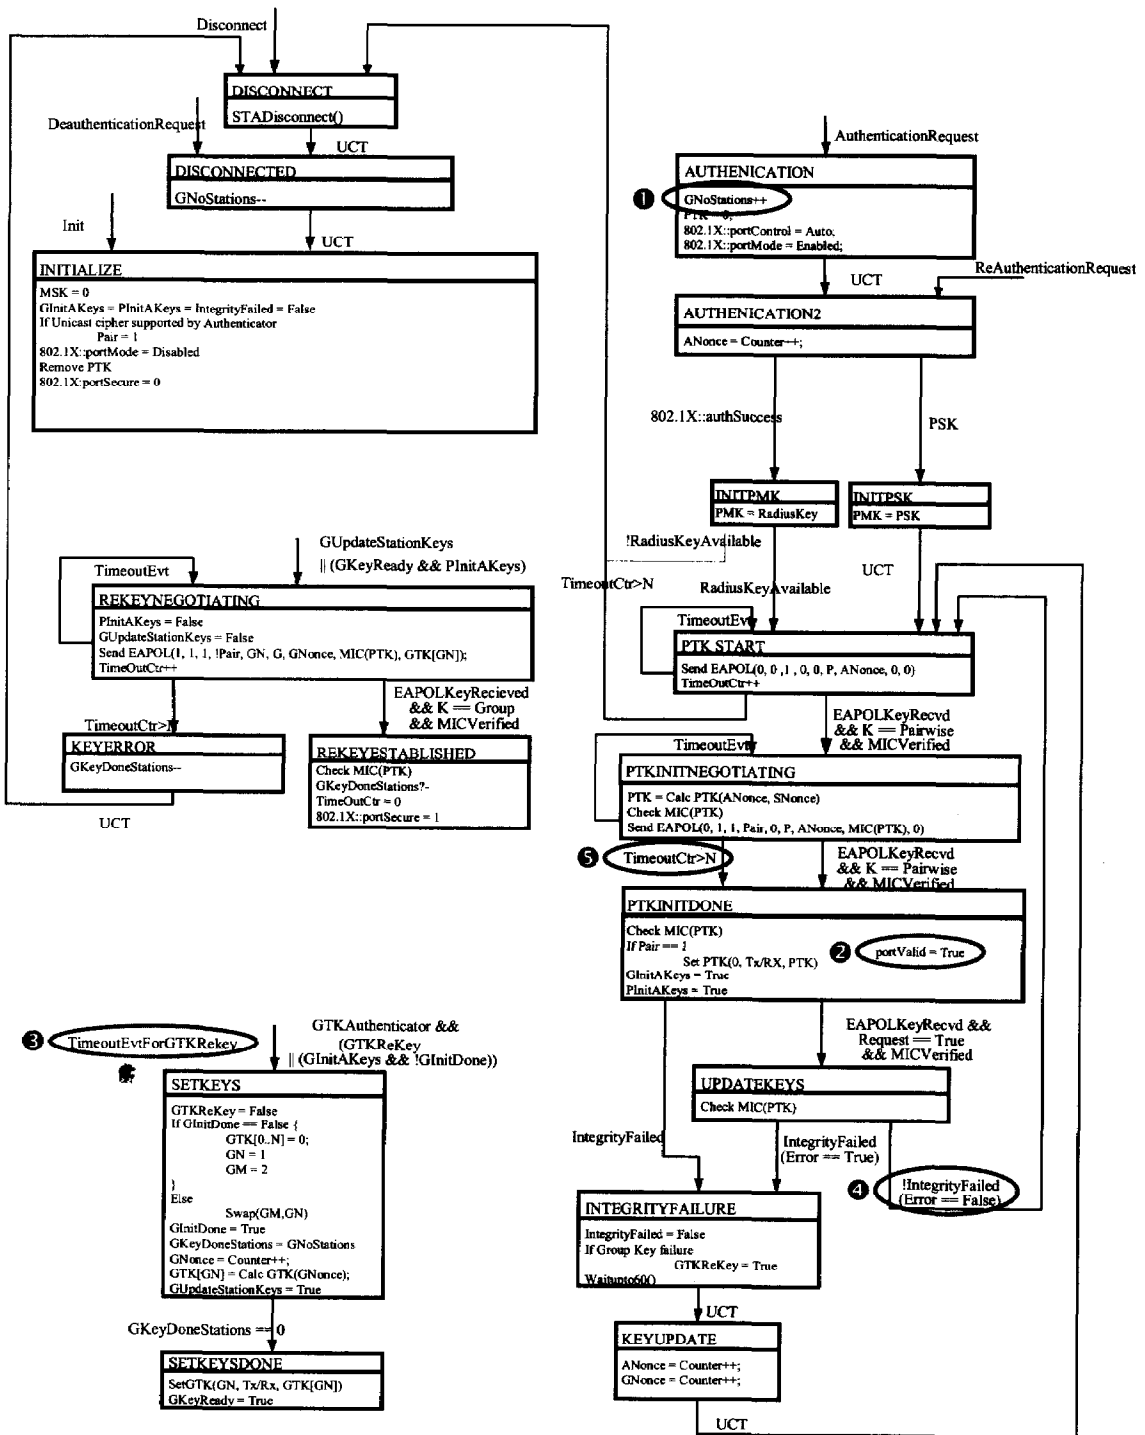 Disconnect
DISCONNECT
STADisconnect()
DeauthenticationRequest
UCT
DISCONNECTED
GNoStations--
Init
UCT
INITIALIZE
MSK = 0
GInitAKeys = PInitAKeys = IntegrityFailed = False
If Unicast cipher supported by Authenticator
Pair = 1
802.1X::portMode = Disabled
Remove PTK
802.1X:portSecure = 0
AuthenticationRequest
AUTHENICATION
1
GNoStations++
PTK = 0;
802.1X::portControl = Auto;
802.1X::portMode = Enabled;
UCT
ReAuthenticationRequest
AUTHENICATION2
ANonce = Counter++;
802.1X::authSuccess
PSK
INITPMK
PMK = RadiusKey
INITPSK
PMK = PSK
!RadiusKeyAvailable
UCT
TimeoutCtr>N
RadiusKeyAvailable
TimeoutEvt
PTK START
Send EAPOL(0, 0 ,1 , 0, 0, P, ANonce, 0, 0)
TimeOutCtr++
EAPOLKeyRecvd
&& K == Pairwise
&& MICVerified
TimeoutEvt
PTKINITNEGOTIATING
PTK = Calc PTK(ANonce, SNonce)
Check MIC(PTK)
Send EAPOL(0, 1, 1, Pair, 0, P, ANonce, MIC(PTK), 0)
5
TimeoutCtr>N
EAPOLKeyRecvd
&& K == Pairwise
&& MICVerified
PTKINITDONE
Check MIC(PTK)
If Pair == 1
Set PTK(0, Tx/RX, PTK)
GInitAKeys = True
PInitAKeys = True
2
portValid = True
EAPOLKeyRecvd &&
Request == True
&& MICVerified
UPDATEKEYS
Check MIC(PTK)
IntegrityFailed
IntegrityFailed
(Error == True)
4
!IntegrityFailed
(Error == False)
INTEGRITYFAILURE
IntegrityFailed = False
If Group Key failure
GTKReKey = True
Waitupto60()
UCT
KEYUPDATE
ANonce = Counter++;
GNonce = Counter++;
UCT
GUpdateStationKeys
|| (GKeyReady && PInitAKeys)
TimeoutEvt
REKEYNEGOTIATING
PInitAKeys = False
GUpdateStationKeys = False
Send EAPOL(1, 1, 1, !Pair, GN, G, GNonce, MIC(PTK), GTK[GN]);
TimeOutCtr++
TimeoutCtr>N
EAPOLKeyRecieved
&& K == Group
&& MICVerified
KEYERROR
GKeyDoneStations--
UCT
REKEYESTABLISHED
Check MIC(PTK)
GKeyDoneStations?-
TimeOutCtr = 0
802.1X::portSecure = 1
3
TimeoutEvtForGTKRekey
GTKAuthenticator &&
(GTKReKey
|| (GInitAKeys && !GInitDone))
SETKEYS
GTKReKey = False
If GInitDone == False {
GTK[0..N] = 0;
GN = 1
GM = 2
}
Else
Swap(GM,GN)
GInitDone = True
GKeyDoneStations = GNoStations
GNonce = Counter++;
GTK[GN] = Calc GTK(GNonce);
GUpdateStationKeys = True
GKeyDoneStations == 0
SETKEYSDONE
SetGTK(GN, Tx/Rx, GTK[GN])
GKeyReady = True